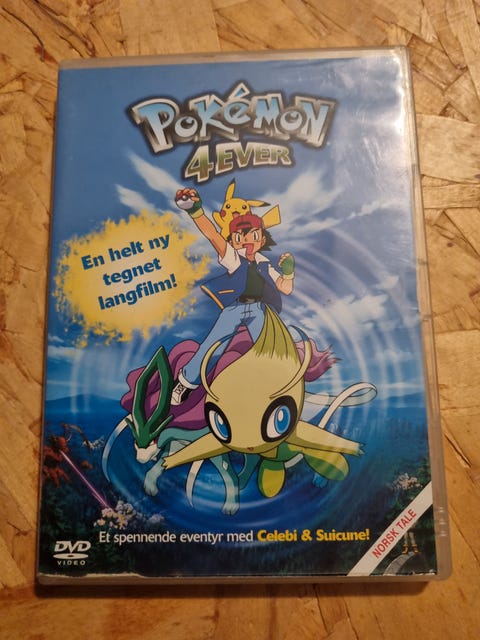 POKéMON
4EVER
En helt ny
tegnet
langfilm!
Et spennende eventyr med Celebi & Suicune!
DVD
VIDEO
NORSK TALE